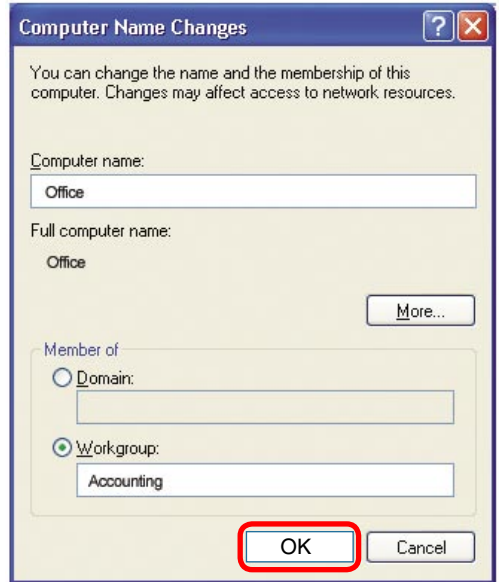 Computer Name Changes
You can change the name and the membership of this
computer. Changes may affect access to network resources.
Computer name:
Office
Full computer name:
Office
More...
Member of
Domain:
Workgroup:
Accounting
OK
Cancel